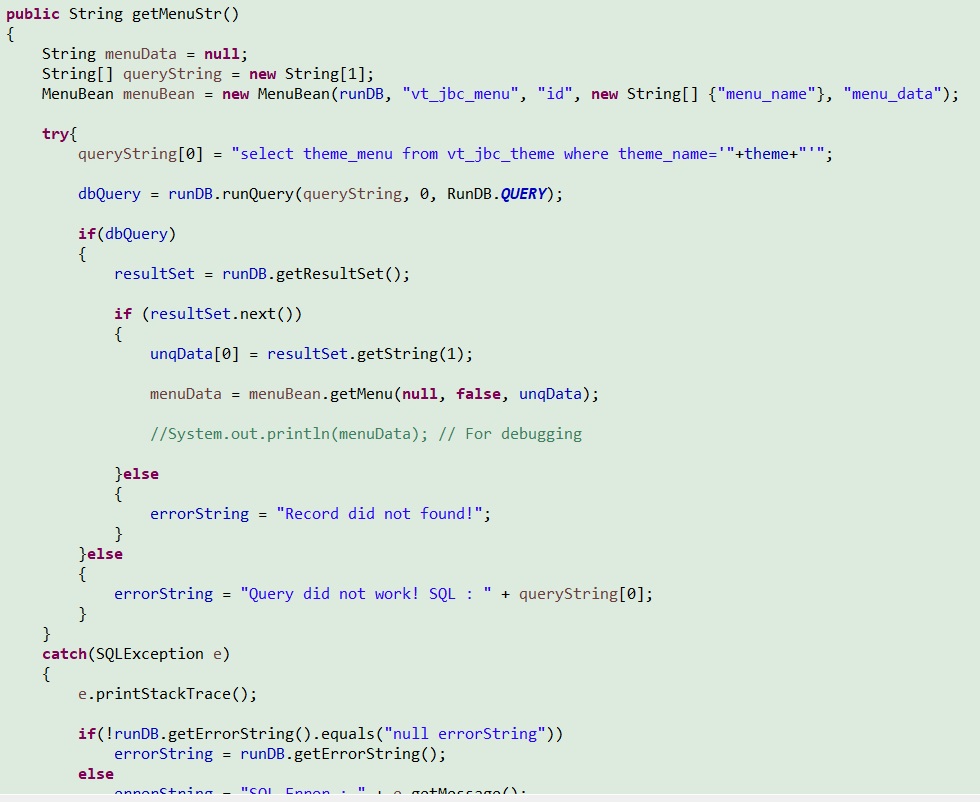 public String getMenuStr()
{
    String menuData = null;
    String[] queryString = new String[1];
    MenuBean menuBean = new MenuBean(runDB, "vt_jbc_menu", "id", new String[] {"menu_name"}, "menu_data");
    try{
        queryString[0] = "select theme_menu from vt_jbc_theme where theme_name='"+theme+"'";
        dbQuery = runDB.runQuery(queryString, 0, RunDB.QUERY);
        if(dbQuery)
        {
            resultSet = runDB.getResultSet();
            if (resultSet.next())
            {
                unqData[0] = resultSet.getString(1);
                menuData = menuBean.getMenu(null, false, unqData);
                //System.out.println(menuData); // For debugging
            }else
            {
                errorString = "Record did not found!";
            }
        }else
        {
            errorString = "Query did not work! SQL : " + queryString[0];
        }
    }
    catch(SQLException e)
    {
        e.printStackTrace();
        if(!runDB.getErrorString().equals("null errorString"))
            errorString = runDB.getErrorString();
        else
            errorString = "SQL Error : " + e.getMessage();